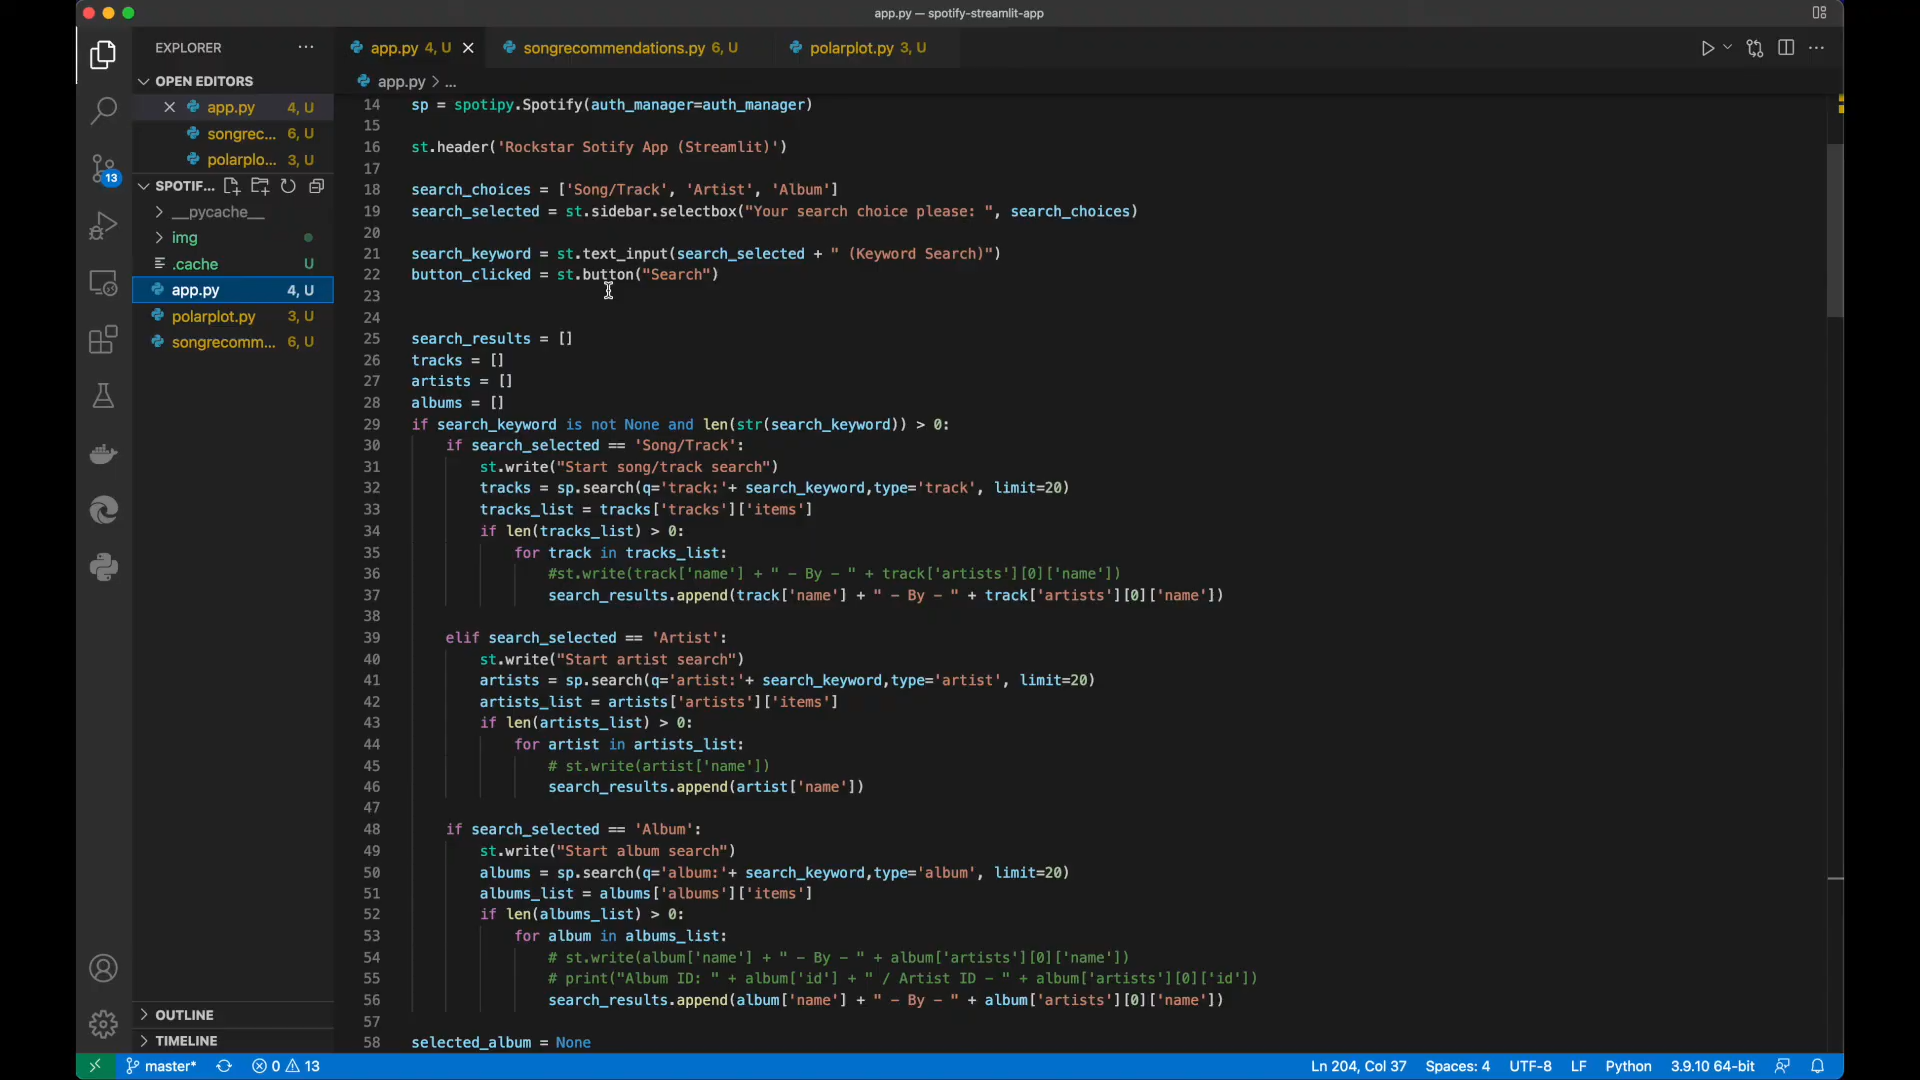 app.py — spotify-streamlit-app
EXPLORER
OPEN EDITORS
app.py 4, U
songrec... 6, U
polarplo... 3, U
SPOTIF...
__pycache__
img
.cache U
app.py 4, U
polarplot.py 3, U
songrecomm... 6, U
OUTLINE
TIMELINE
13
app.py 4, U
songrecommendations.py 6, U
polarplot.py 3, U
app.py > ...
14 sp = spotipy.Spotify(auth_manager=auth_manager)
15
16 st.header('Rockstar Sotify App (Streamlit)')
17
18 search_choices = ['Song/Track', 'Artist', 'Album']
19 search_selected = st.sidebar.selectbox("Your search choice please: ", search_choices)
20
21 search_keyword = st.text_input(search_selected + " (Keyword Search)")
22 button_clicked = st.button("Search")
23
24
25 search_results = []
26 tracks = []
27 artists = []
28 albums = []
29 if search_keyword is not None and len(str(search_keyword)) > 0:
30 if search_selected == 'Song/Track':
31 st.write("Start song/track search")
32 tracks = sp.search(q='track:'+ search_keyword,type='track', limit=20)
33 tracks_list = tracks['tracks']['items']
34 if len(tracks_list) > 0:
35 for track in tracks_list:
36 #st.write(track['name'] + " - By - " + track['artists'][0]['name'])
37 search_results.append(track['name'] + " - By - " + track['artists'][0]['name'])
38
39 elif search_selected == 'Artist':
40 st.write("Start artist search")
41 artists = sp.search(q='artist:'+ search_keyword,type='artist', limit=20)
42 artists_list = artists['artists']['items']
43 if len(artists_list) > 0:
44 for artist in artists_list:
45 # st.write(artist['name'])
46 search_results.append(artist['name'])
47
48 if search_selected == 'Album':
49 st.write("Start album search")
50 albums = sp.search(q='album:'+ search_keyword,type='album', limit=20)
51 albums_list = albums['albums']['items']
52 if len(albums_list) > 0:
53 for album in albums_list:
54 # st.write(album['name'] + " - By - " + album['artists'][0]['name'])
55 # print("Album ID: " + album['id'] + " / Artist ID - " + album['artists'][0]['id'])
56 search_results.append(album['name'] + " - By - " + album['artists'][0]['name'])
57
58 selected_album = None
master* 0 13
Ln 204, Col 37 Spaces: 4 UTF-8 LF Python 3.9.10 64-bit